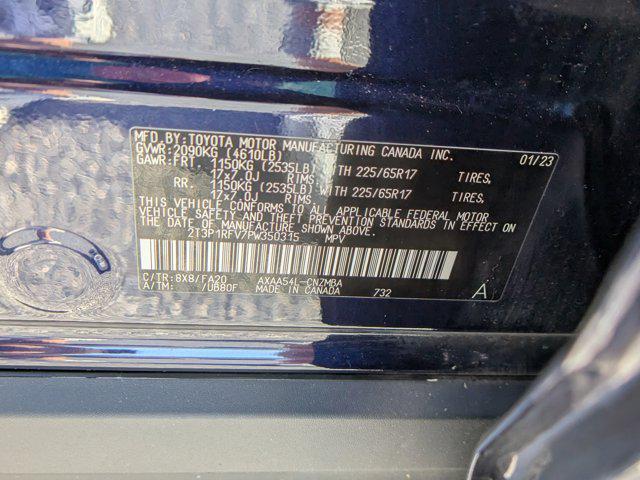 MFD.BY:TOYOTA MOTOR MANUFACTURING CANADA INC. 01/23
GVWR:2090KG (4610LB)
GAWR:FRT. 1150KG (2535LB) WITH 225/65R17 TIRES,
17x7.0J RIMS
RR. 1150KG (2535LB) WITH 225/65R17 TIRES,
17x7.0J RIMS
THIS VEHICLE CONFORMS TO ALL APPLICABLE FEDERAL MOTOR
VEHICLE SAFETY AND THEFT PREVENTION STANDARDS IN EFFECT ON
THE DATE OF MANUFACTURE SHOWN ABOVE.
2T3P1RFV7PW350315 MPV
C/TR:8X8/FA20 AXAA54L-CNZMBA
A/TM: /UB80F MADE IN CANADA 732 A